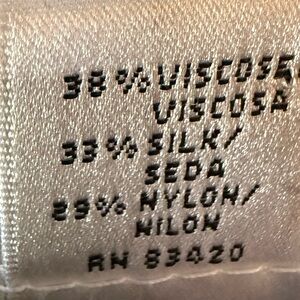 38% VISCOSE/
VISCOSA
33% SILK/
SEDA
29% NYLON/
NILON
RN 83420